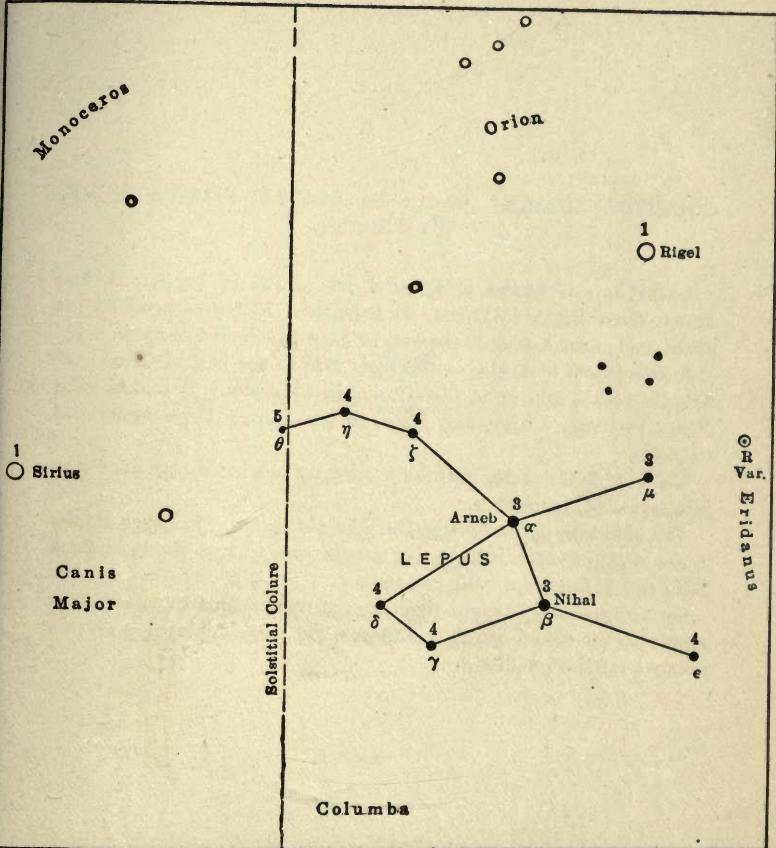 Monoceros
Orion
1
Rigel
4
4
5
η
θ
ζ
1
Sirius
3
μ
R
Var.
Eridanus
3
Arneb
α
LEPUS
Canis
Major
Solstitial Colure
4
δ
3
Nihal
β
4
γ
4
ε
Columba